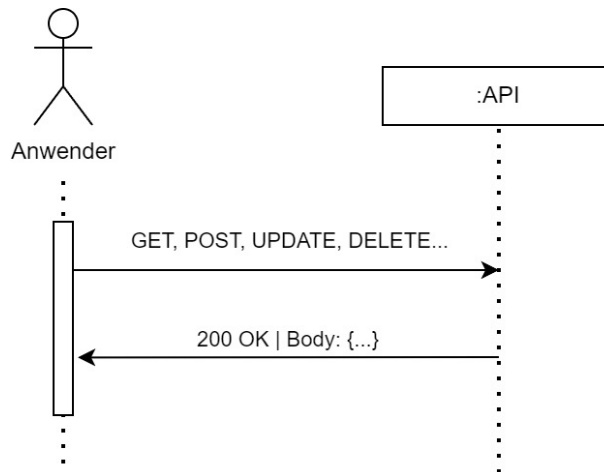 :API
Anwender
GET, POST, UPDATE, DELETE...
200 OK | Body: {...}